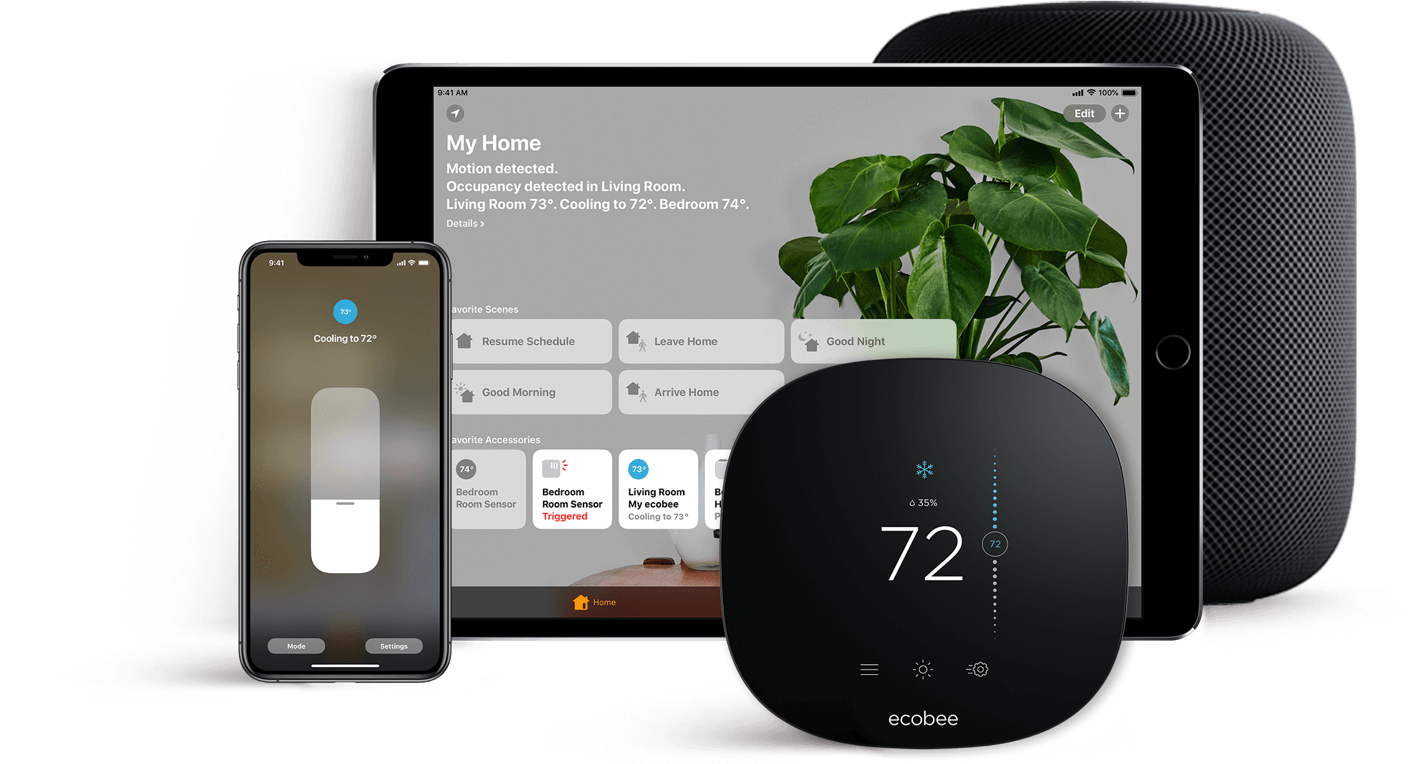 9:41 AM
100%
Edit
My Home
Motion detected.
Occupancy detected in Living Room.
Living Room 73°. Cooling to 72°. Bedroom 74°.
Details
9:41
73°
Cooling to 72°
Mode
Settings
avorite Scenes
Resume Schedule
Leave Home
Good Night
Good Morning
Arrive Home
avorite Accessories
74°
Bedroom
Room Sensor
Bedroom
Room Sensor
Triggered
73°
Living Room
My ecobee
Cooling to 73°
Home
35%
72
72
ecobee